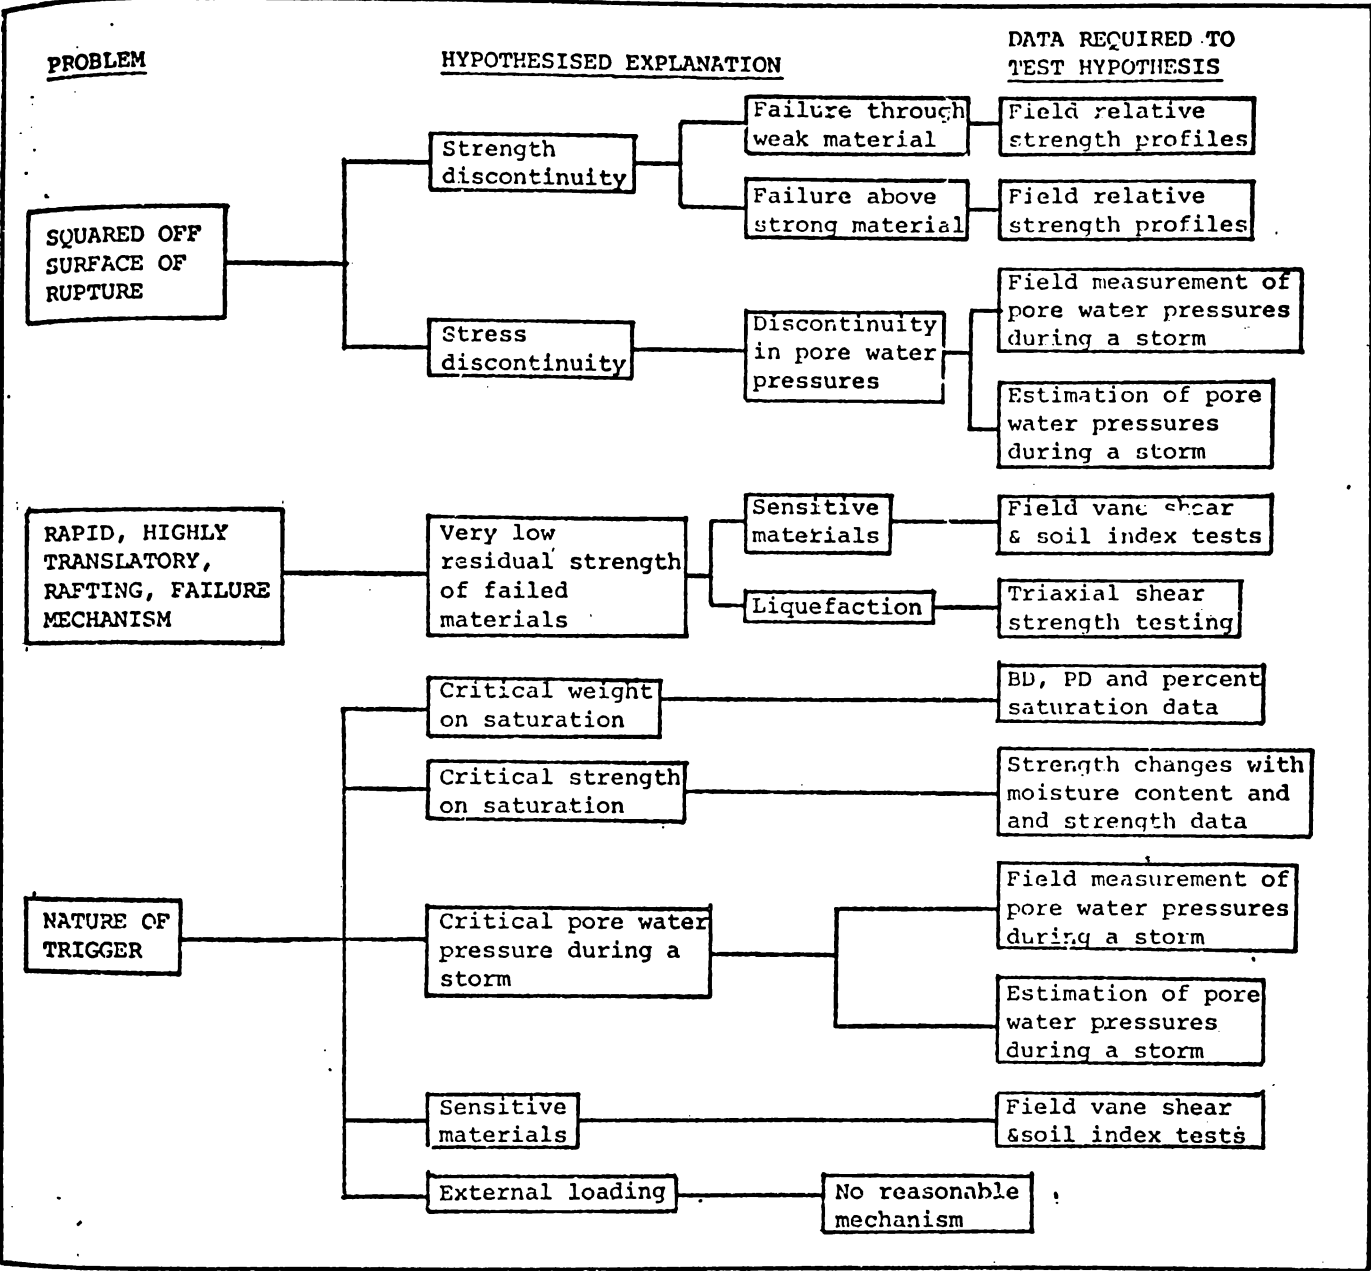 PROBLEM
HYPOTHESISED EXPLANATION
DATA REQUIRED TO
TEST HYPOTHESIS
SQUARED OFF
SURFACE OF
RUPTURE
Strength
discontinuity
Failure through
weak material
Field relative
strength profiles
Failure above
strong material
Field relative
strength profiles
Stress
discontinuity
Discontinuity
in pore water
pressures
Field measurement of
pore water pressures
during a storm
Estimation of pore
water pressures
during a storm
RAPID, HIGHLY
TRANSLATORY,
RAFTING, FAILURE
MECHANISM
Very low
residual strength
of failed
materials
Sensitive
materials
Field vane shear
& soil index tests
Liquefaction
Triaxial shear
strength testing
NATURE OF
TRIGGER
Critical weight
on saturation
BD, PD and percent
saturation data
Critical strength
on saturation
Strength changes with
moisture content and
and strength data
Critical pore water
pressure during a
storm
Field measurement of
pore water pressures
during a storm
Estimation of pore
water pressures
during a storm
Sensitive
materials
Field vane shear
&soil index tests
External loading
No reasonable
mechanism